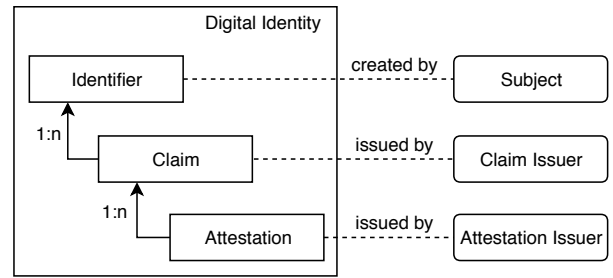 Digital Identity
Identifier
created by
Subject
1:n
Claim
issued by
Claim Issuer
1:n
Attestation
issued by
Attestation Issuer